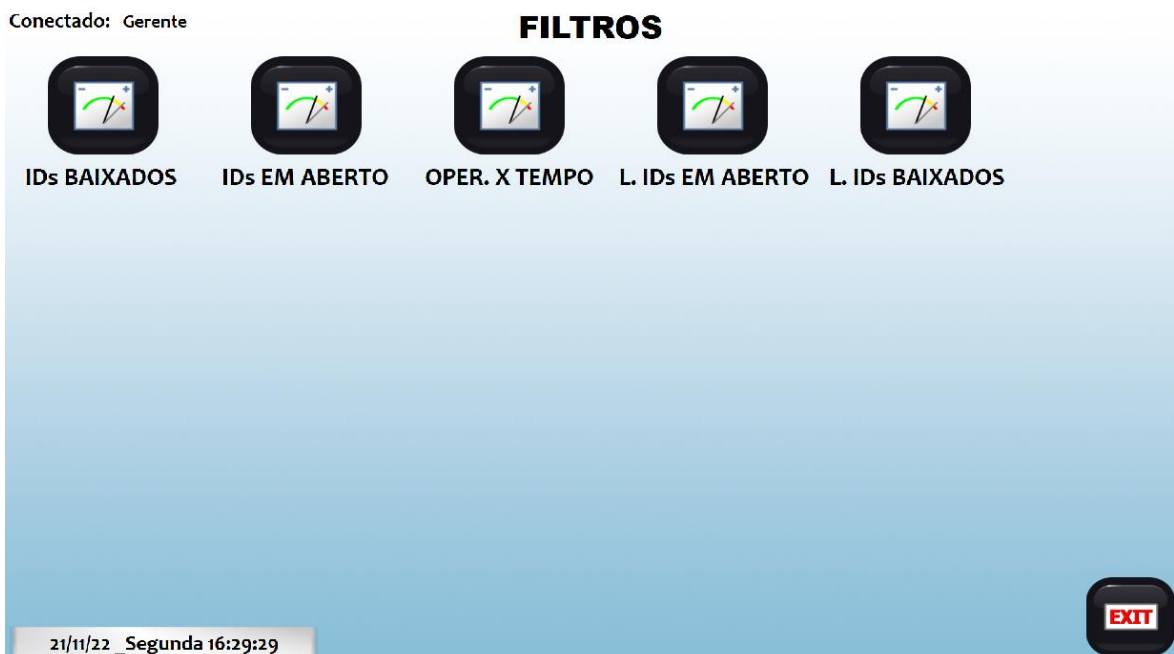 Conectado: Gerente
FILTROS
IDs BAIXADOS
IDs EM ABERTO
OPER. X TEMPO
L. IDs EM ABERTO
L. IDs BAIXADOS
EXIT
21/11/22 _Segunda 16:29:29